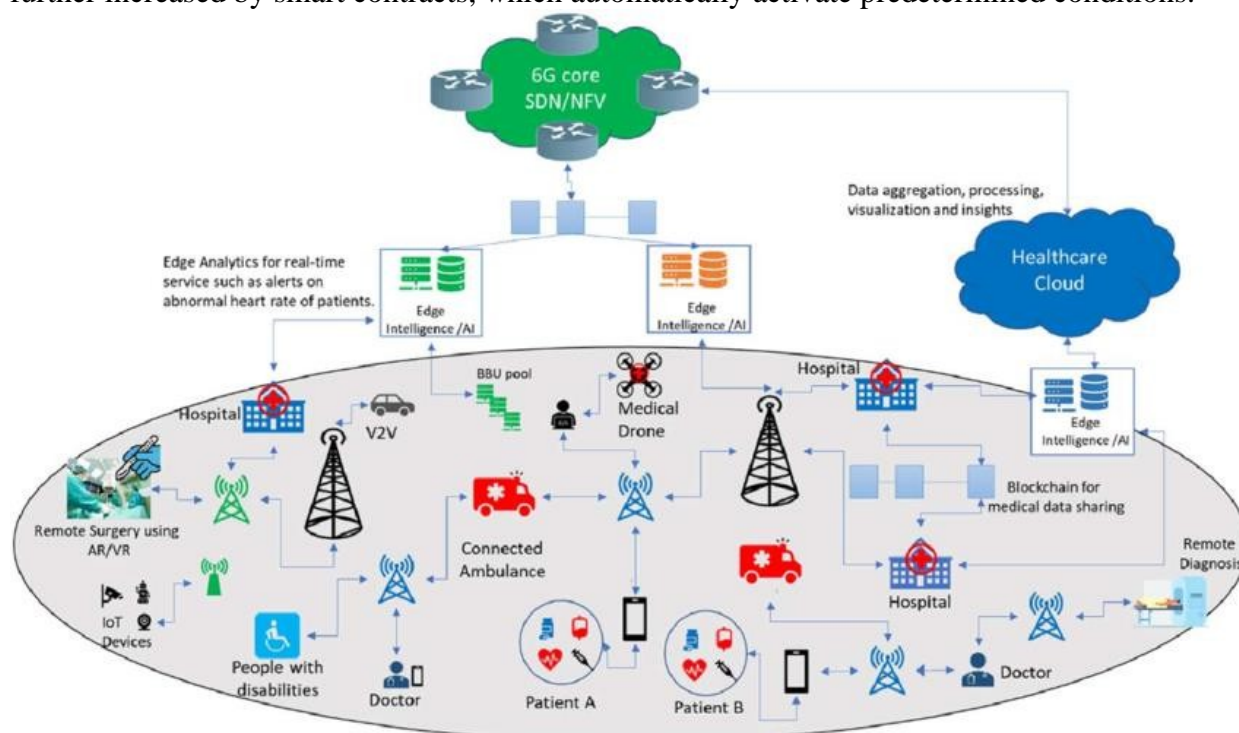 further increased by smart contracts, which automatically activate predetermined conditions.
6G core
SDN/NFV
Data aggregation, processing,
visualization and insights
Healthcare
Cloud
Edge Analytics for real-time
service such as alerts on
abnormal heart rate of patients.
Edge
Intelligence /AI
Edge
Intelligence /AI
Edge
Intelligence /AI
Hospital
V2V
BBU pool
Medical
Drone
Hospital
Remote Surgery using
AR/VR
Connected
Ambulance
Blockchain for
medical data sharing
Hospital
Remote
Diagnosis
IoT
Devices
People with
disabilities
Doctor
Patient A
Patient B
Doctor